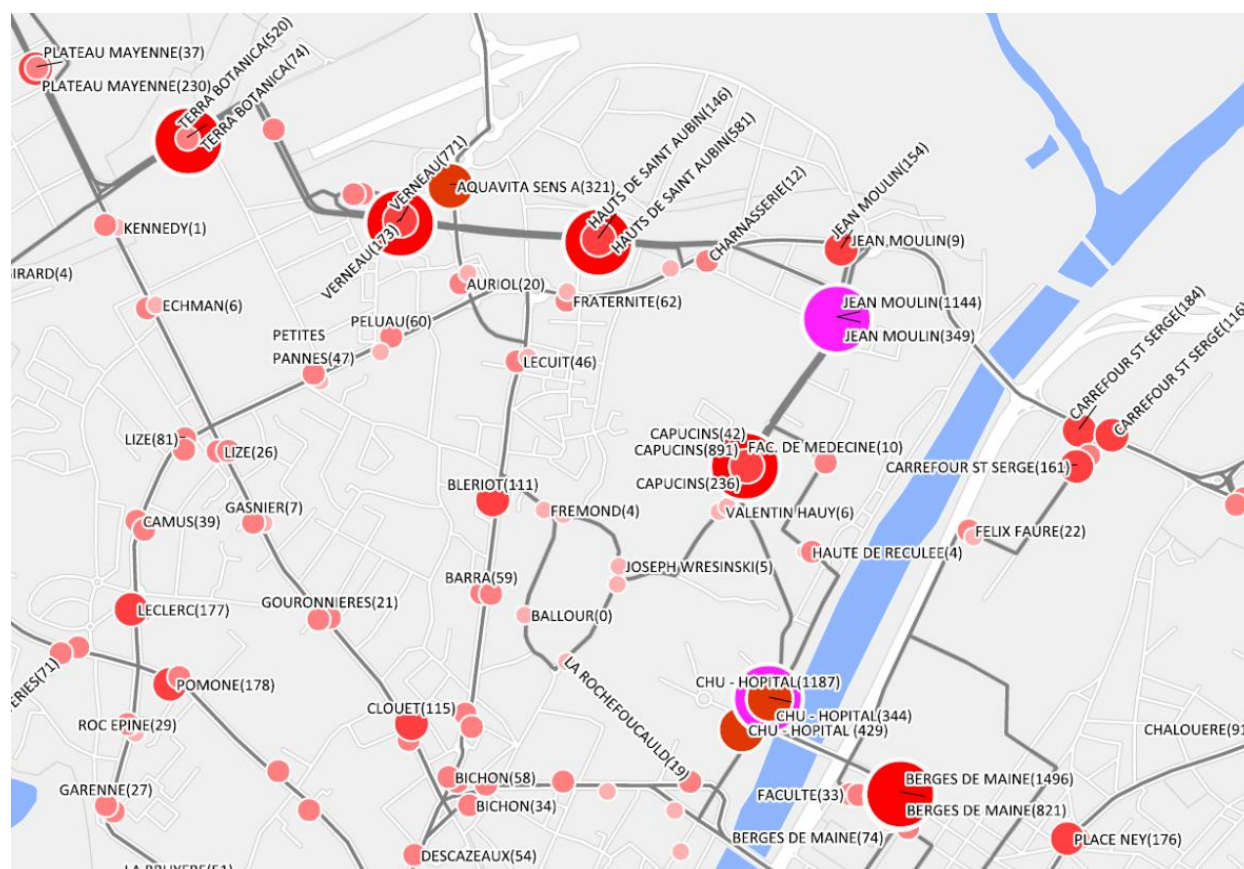 PLATEAU MAYENNE(37)
PLATEAU MAYENNE(230)
TERRA BOTANICA(520)
TERRA BOTANICA(74)
VERNEAU(771)
VERNEAU(173)
AQUAVITA SENS A(321)
HAUTS DE SAINT AUBIN(146)
HAUTS DE SAINT AUBIN(581)
CHARNASSERIE(12)
JEAN MOULIN(154)
JEAN MOULIN(9)
KENNEDY(1)
GIRARD(4)
ECHMAN(6)
AURIOL(20)
FRATERNITE(62)
JEAN MOULIN(1144)
JEAN MOULIN(349)
PELUAU(60)
PETITES
PANNES(47)
LECUIT(46)
CARREFOUR ST SERGE(184)
CARREFOUR ST SERGE(116)
LIZE(81)
LIZE(26)
CAPUCINS(42)
FAC. DE MEDECINE(10)
CAPUCINS(891)
CAPUCINS(236)
CARREFOUR ST SERGE(161)
BLERIOT(111)
GASNIER(7)
FREMOND(4)
VALENTIN HAUY(6)
CAMUS(39)
FELIX FAURE(22)
HAUTE DE RECULEE(4)
JOSEPH WRESINSKI(5)
BARRA(59)
LECLERC(177)
GOURONNIERES(21)
BALLOUR(0)
ERIES(71)
POMONE(178)
LA ROCHEFOUCAULD(19)
CHU - HOPITAL(1187)
CLOUET(115)
CHU - HOPITAL(344)
CHU - HOPITAL (429)
ROC EPINE(29)
CHALOUERE(91
BICHON(58)
BERGES DE MAINE(1496)
GARENNE(27)
BICHON(34)
FACULTE(33)
BERGES DE MAINE(821)
BERGES DE MAINE(74)
PLACE NEY(176)
DESCAZEAUX(54)
LA BRUYERE(51)